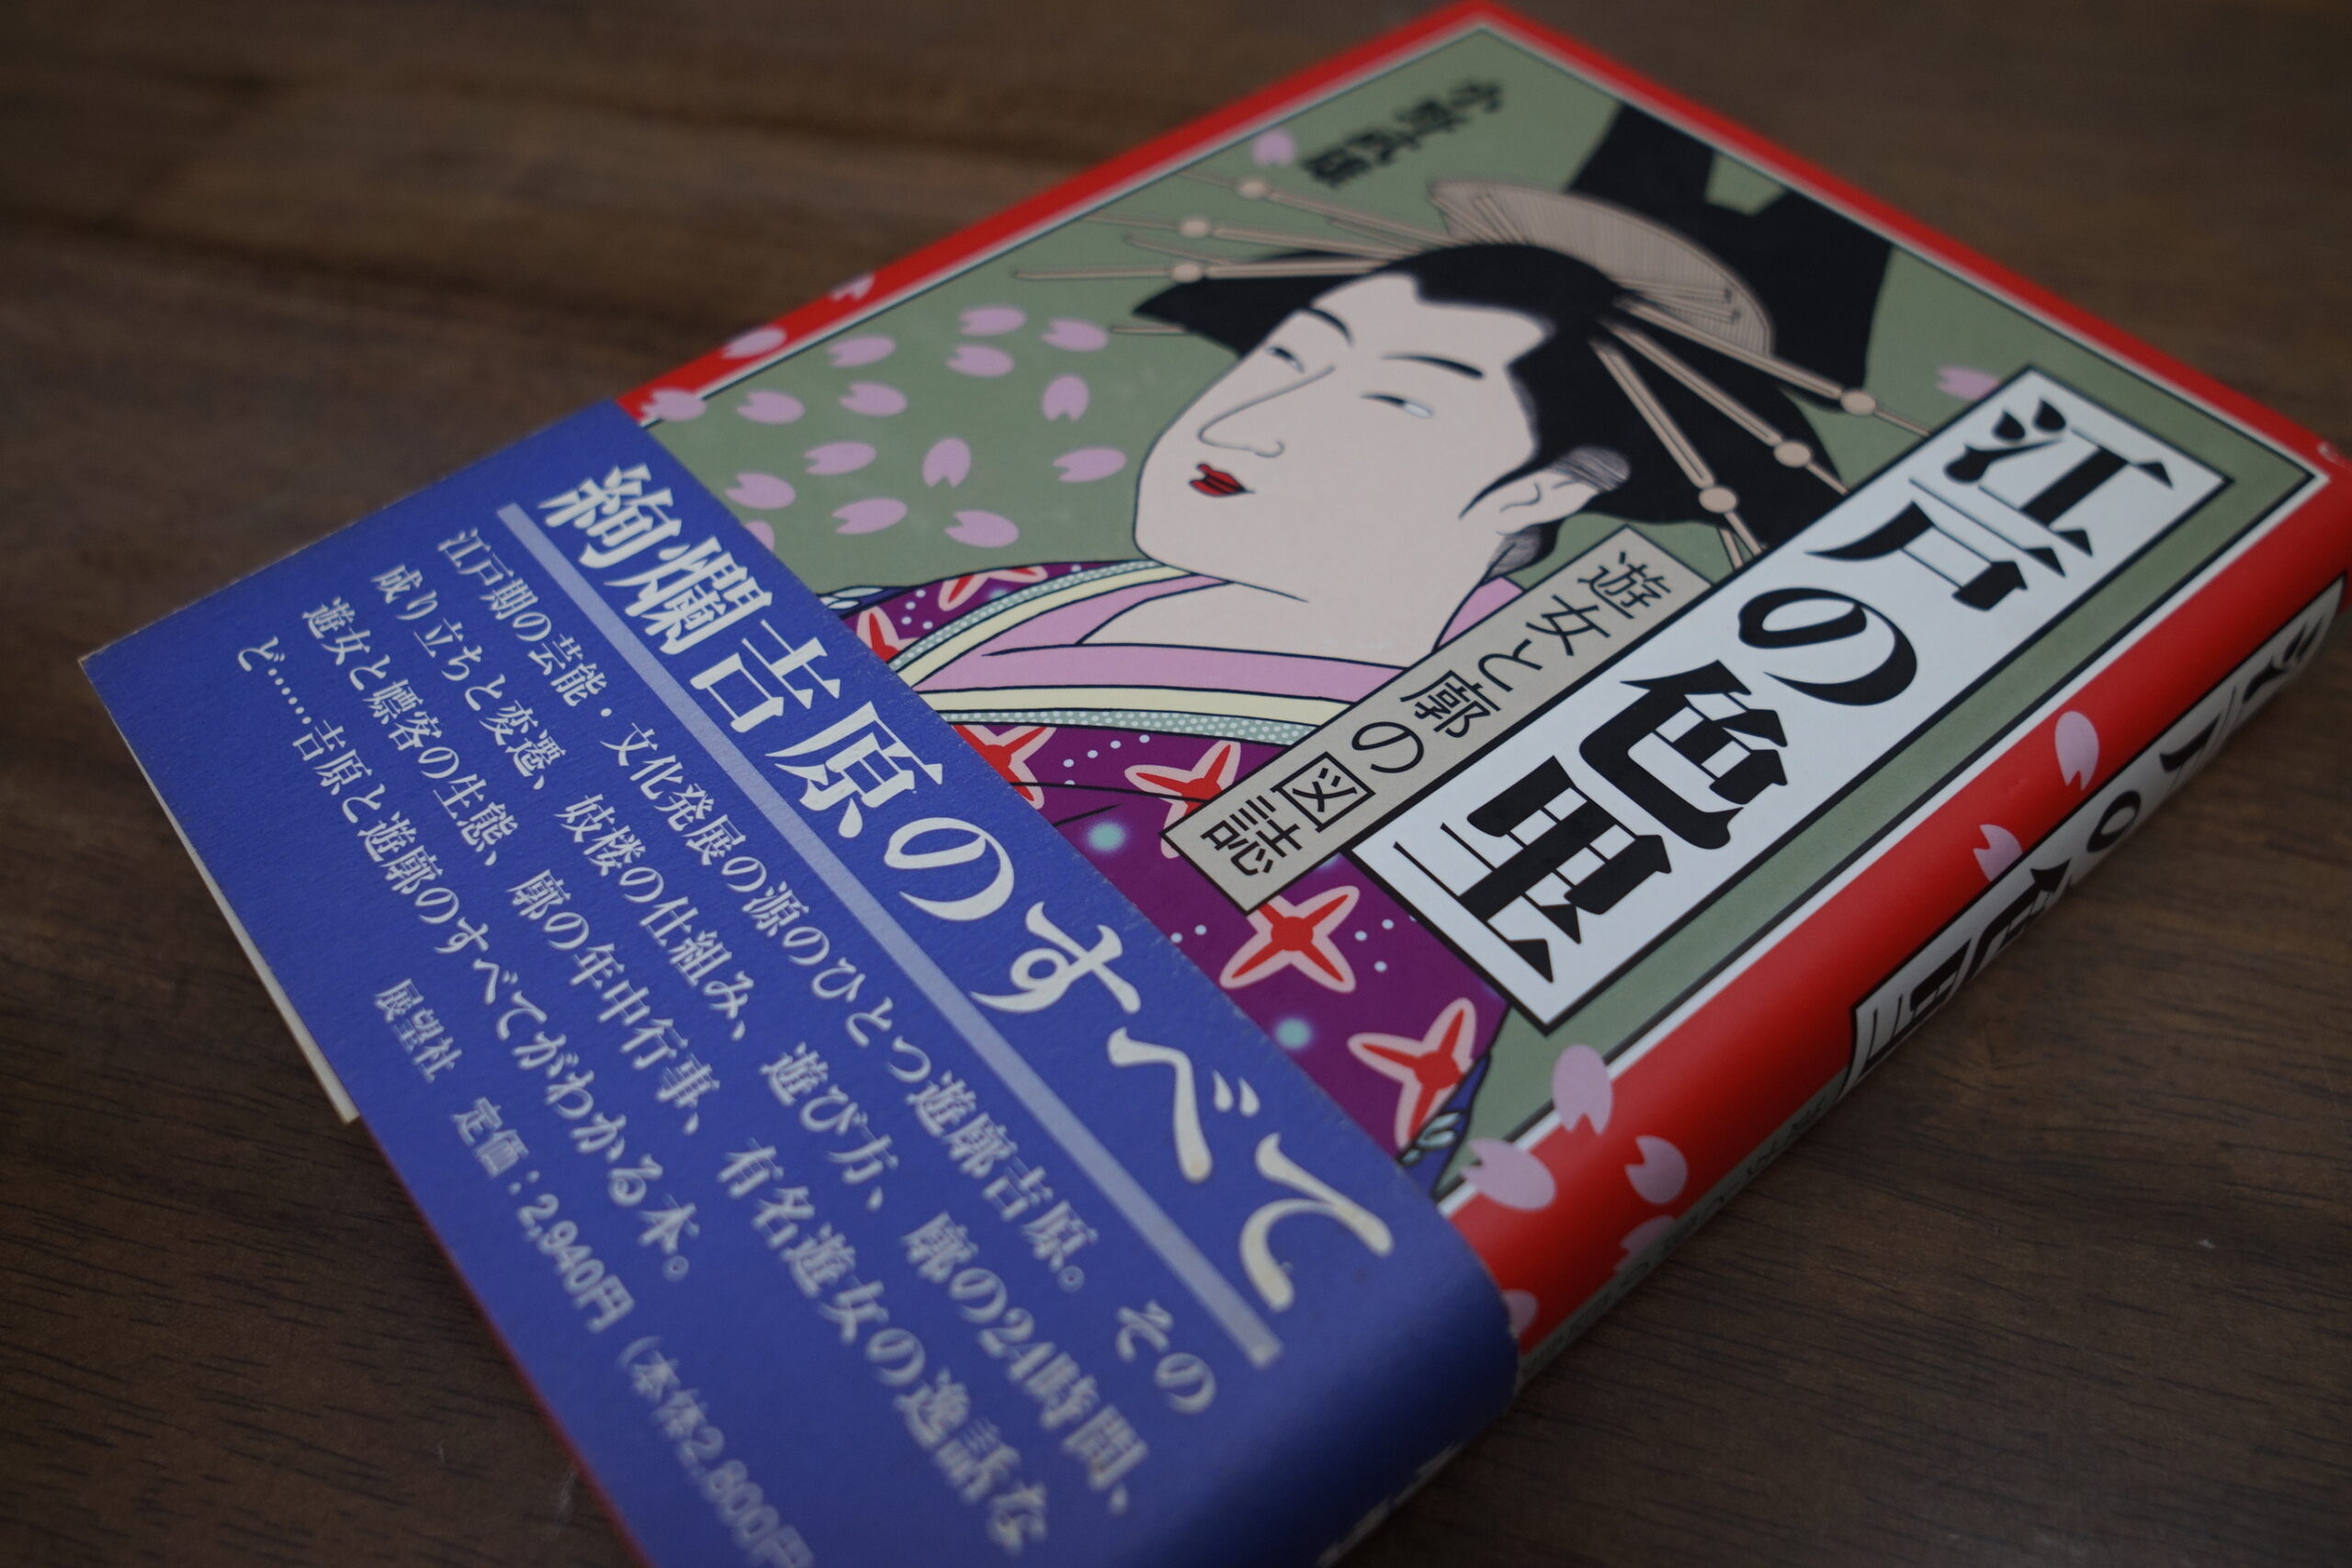 江戸の色里
遊女と廓の図誌
小野武雄
絢爛吉原のすべて
江戸期の芸能・文化発展の源のひとつ遊廓吉原。その
成り立ちと変遷、妓楼の仕組み、遊び方、廓の24時間、
遊女と嫖客の生態、廓の年中行事、有名遊女の逸話な
ど……吉原と遊廓のすべてがわかる本。
展望社 定価：2,940円（本体2,800円